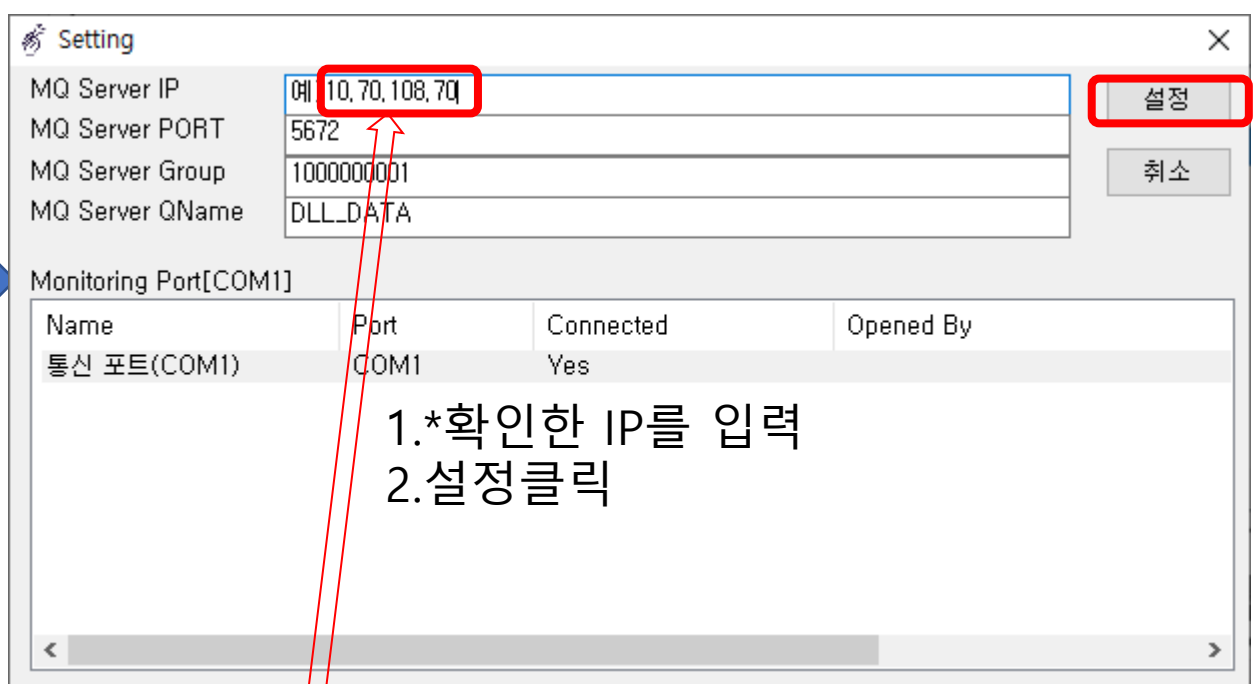 Setting
MQ Server IP 예)10,70,108,70
설정
MQ Server PORT 5672
MQ Server Group 1000000001
취소
MQ Server QName DLL_DATA
Monitoring Port[COM1]
Name Port Connected Opened By
통신 포트(COM1) COM1 Yes
1.*확인한 IP를 입력
2.설정클릭